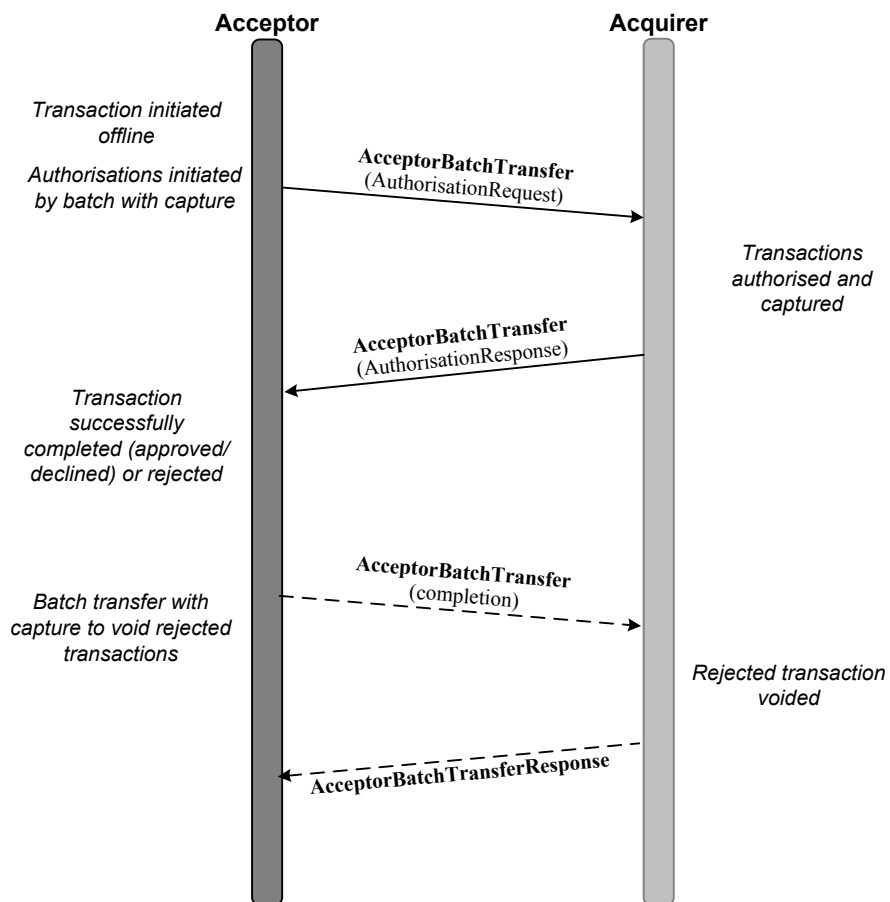 Acceptor
Acquirer
Transaction initiated
offline
Authorisations initiated
by batch with capture
AcceptorBatchTransfer
(AuthorisationRequest)
Transactions
authorised and
captured
AcceptorBatchTransfer
(AuthorisationResponse)
Transaction
successfully
completed (approved/
declined) or rejected
AcceptorBatchTransfer
(completion)
Batch transfer with
capture to void rejected
transactions
Rejected transaction
voided
AcceptorBatchTransferResponse